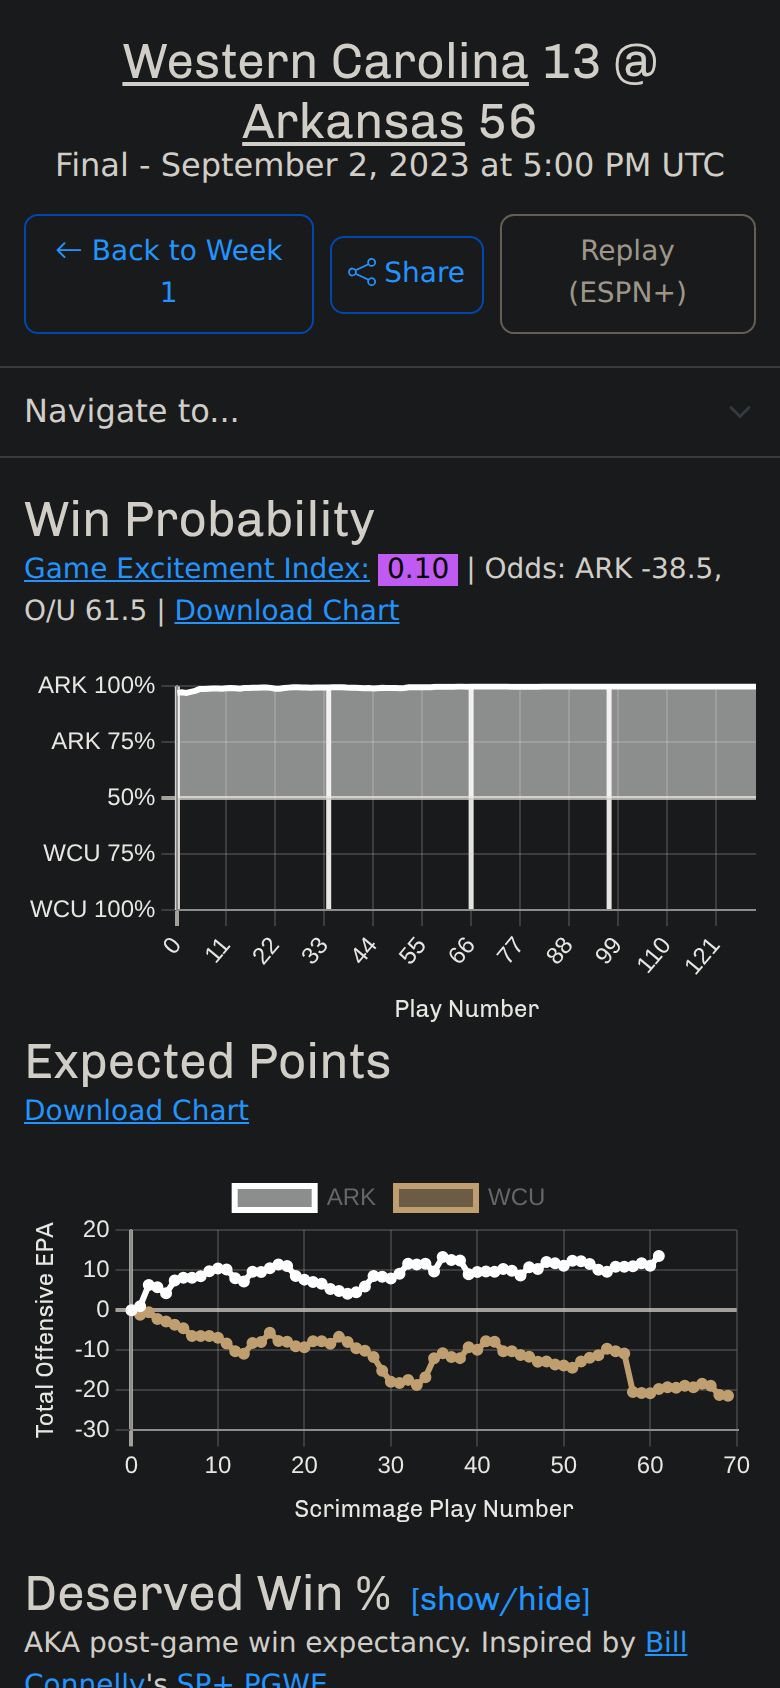 Western Carolina 13 @
Arkansas 56
Final - September 2, 2023 at 5:00 PM UTC
← Back to Week
1
Share
Replay
(ESPN+)
Navigate to...
Win Probability
Game Excitement Index: 0.10 | Odds: ARK -38.5,
O/U 61.5 | Download Chart
ARK 100%
ARK 75%
50%
WCU 75%
WCU 100%
0 11 22 33 44 55 66 77 88 99 110 121
Play Number
Expected Points
Download Chart
ARK WCU
Total Offensive EPA
20
10
0
-10
-20
-30
0 10 20 30 40 50 60 70
Scrimmage Play Number
Deserved Win % [show/hide]
AKA post-game win expectancy. Inspired by Bill
Connelly's SP+ PGWE